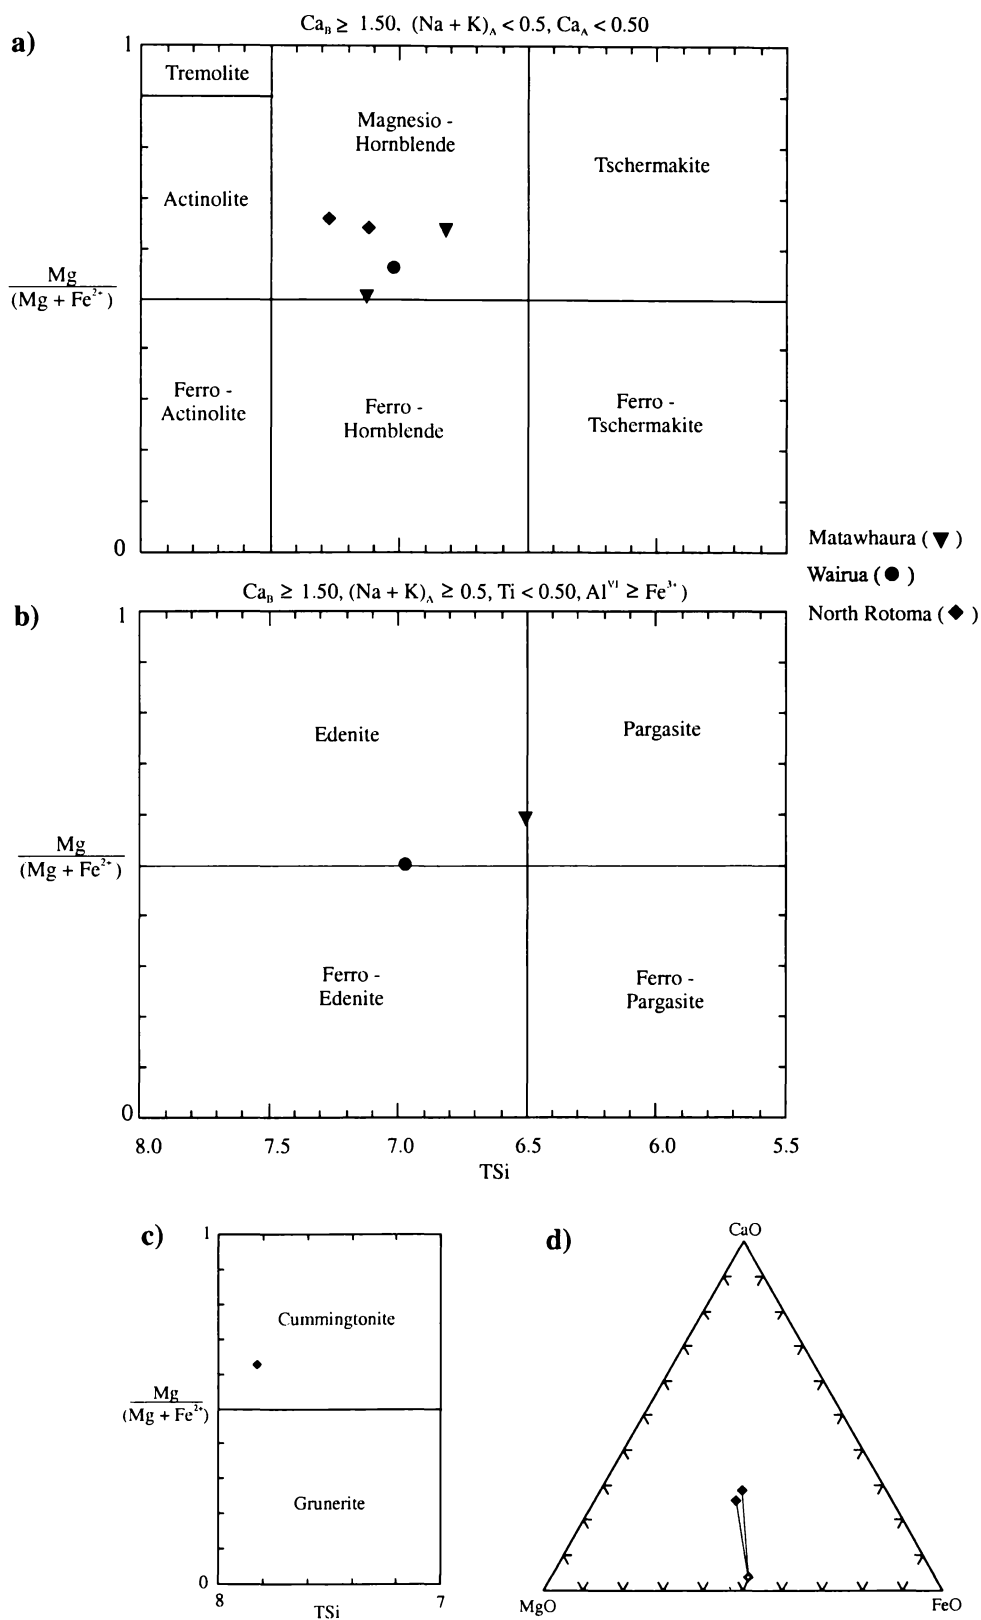 a)
Ca_B ≥ 1.50, (Na + K)_A < 0.5, Ca_A < 0.50
1
Tremolite
Magnesio -
Hornblende
Tschermakite
Actinolite
Mg
(Mg + Fe²⁺)
Ferro -
Actinolite
Ferro -
Hornblende
Ferro -
Tschermakite
0
Matawhaura ( ▼ )
Wairua ( ● )
North Rotoma ( ◆ )
b)
Ca_B ≥ 1.50, (Na + K)_A ≥ 0.5, Ti < 0.50, Al^VI ≥ Fe³⁺)
1
Edenite
Pargasite
Mg
(Mg + Fe²⁺)
Ferro -
Edenite
Ferro -
Pargasite
0
8.0 7.5 7.0 6.5 6.0 5.5
TSi
c)
1
Cummingtonite
Mg
(Mg + Fe²⁺)
Grunerite
0
8 7
TSi
d)
CaO
MgO FeO